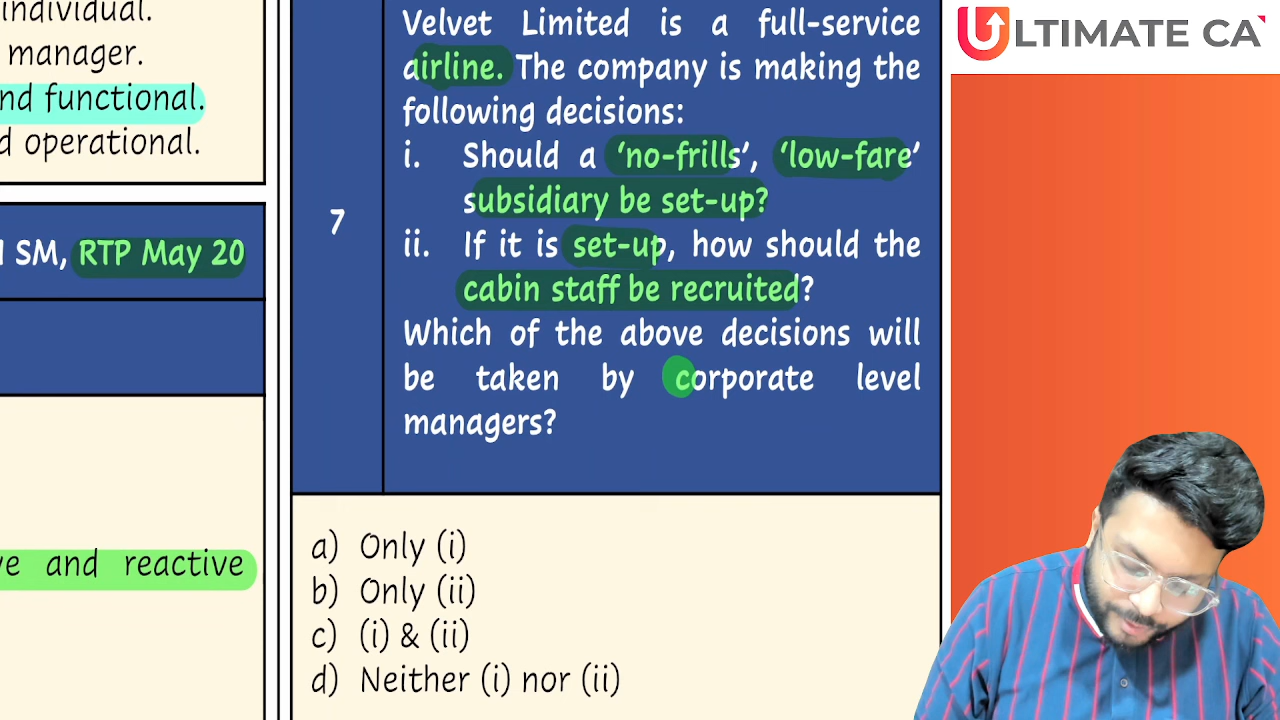 individual.
manager.
nd functional.
d operational.
SM, RTP May 20
ve and reactive
7
Velvet Limited is a full-service
airline. The company is making the
following decisions:
i. Should a ‘no-frills’, ‘low-fare’
subsidiary be set-up?
ii. If it is set-up, how should the
cabin staff be recruited?
Which of the above decisions will
be taken by corporate level
managers?
a) Only (i)
b) Only (ii)
c) (i) & (ii)
d) Neither (i) nor (ii)
ULTIMATE CA